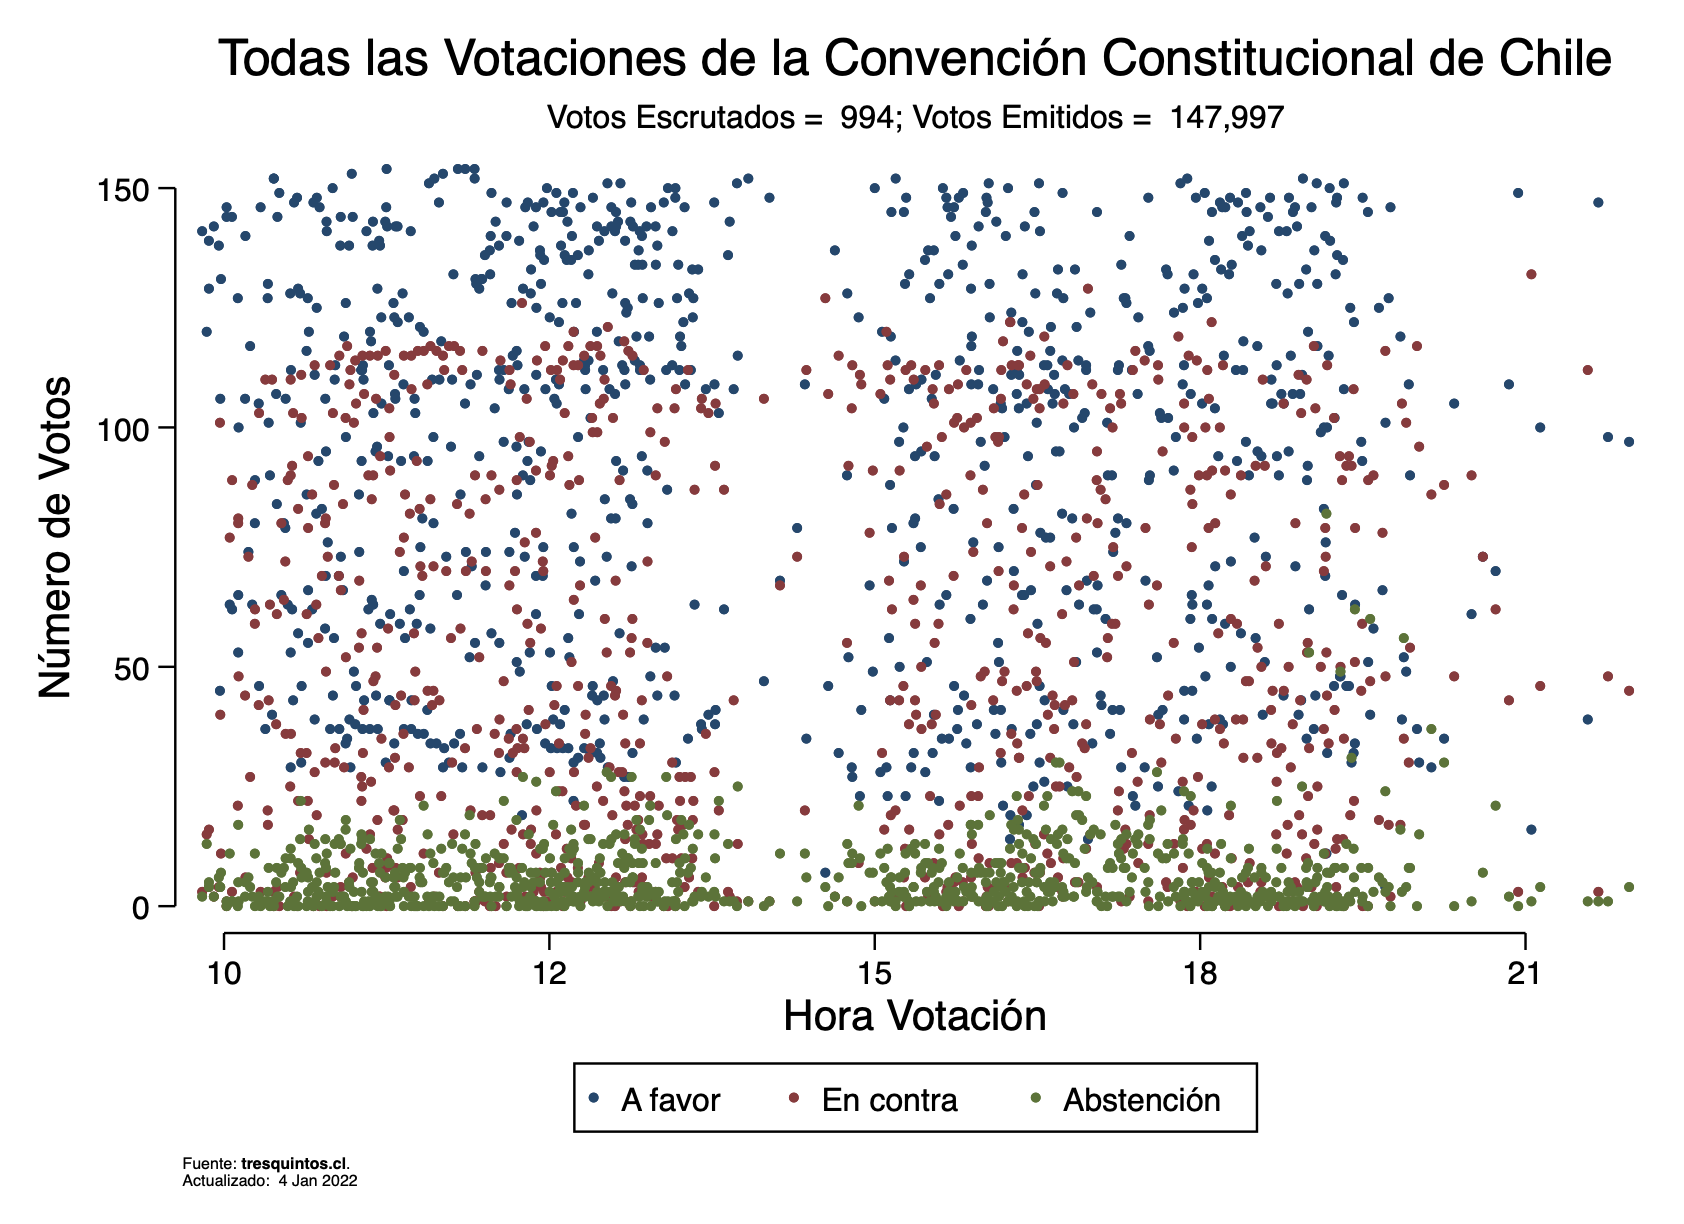 Todas las Votaciones de la Convención Constitucional de Chile
Votos Escrutados =  994; Votos Emitidos =  147,997
Número de Votos
150
100
50
0
10 12 15 18 21
Hora Votación
A favor En contra Abstención
Fuente: tresquintos.cl.
Actualizado:  4 Jan 2022